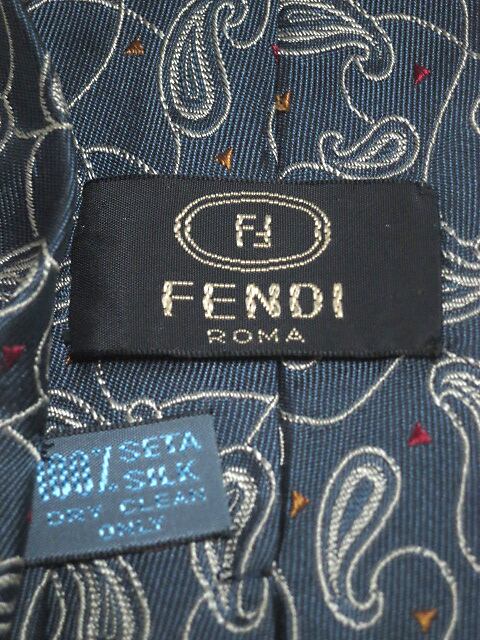 FF
FENDI
ROMA
100% SETA
SILK
DRY CLEAN
ONLY